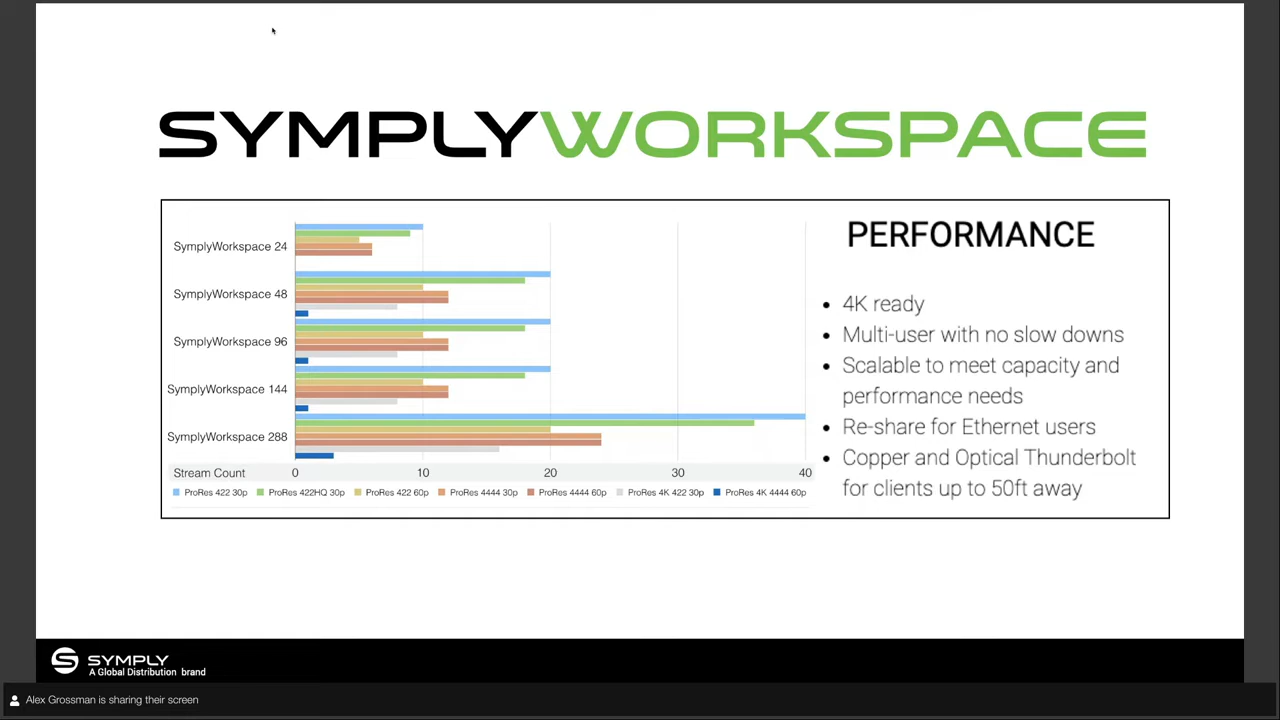 SYMPLYWORKSPACE
PERFORMANCE
SymplyWorkspace 24
SymplyWorkspace 48
SymplyWorkspace 96
SymplyWorkspace 144
SymplyWorkspace 288
Stream Count 0 10 20 30 40
ProRes 422 30p ProRes 422HQ 30p ProRes 422 60p ProRes 4444 30p ProRes 4444 60p ProRes 4K 422 30p ProRes 4K 4444 60p
• 4K ready
• Multi-user with no slow downs
• Scalable to meet capacity and
performance needs
• Re-share for Ethernet users
• Copper and Optical Thunderbolt
for clients up to 50ft away
SYMPLY
A Global Distribution brand
Alex Grossman is sharing their screen